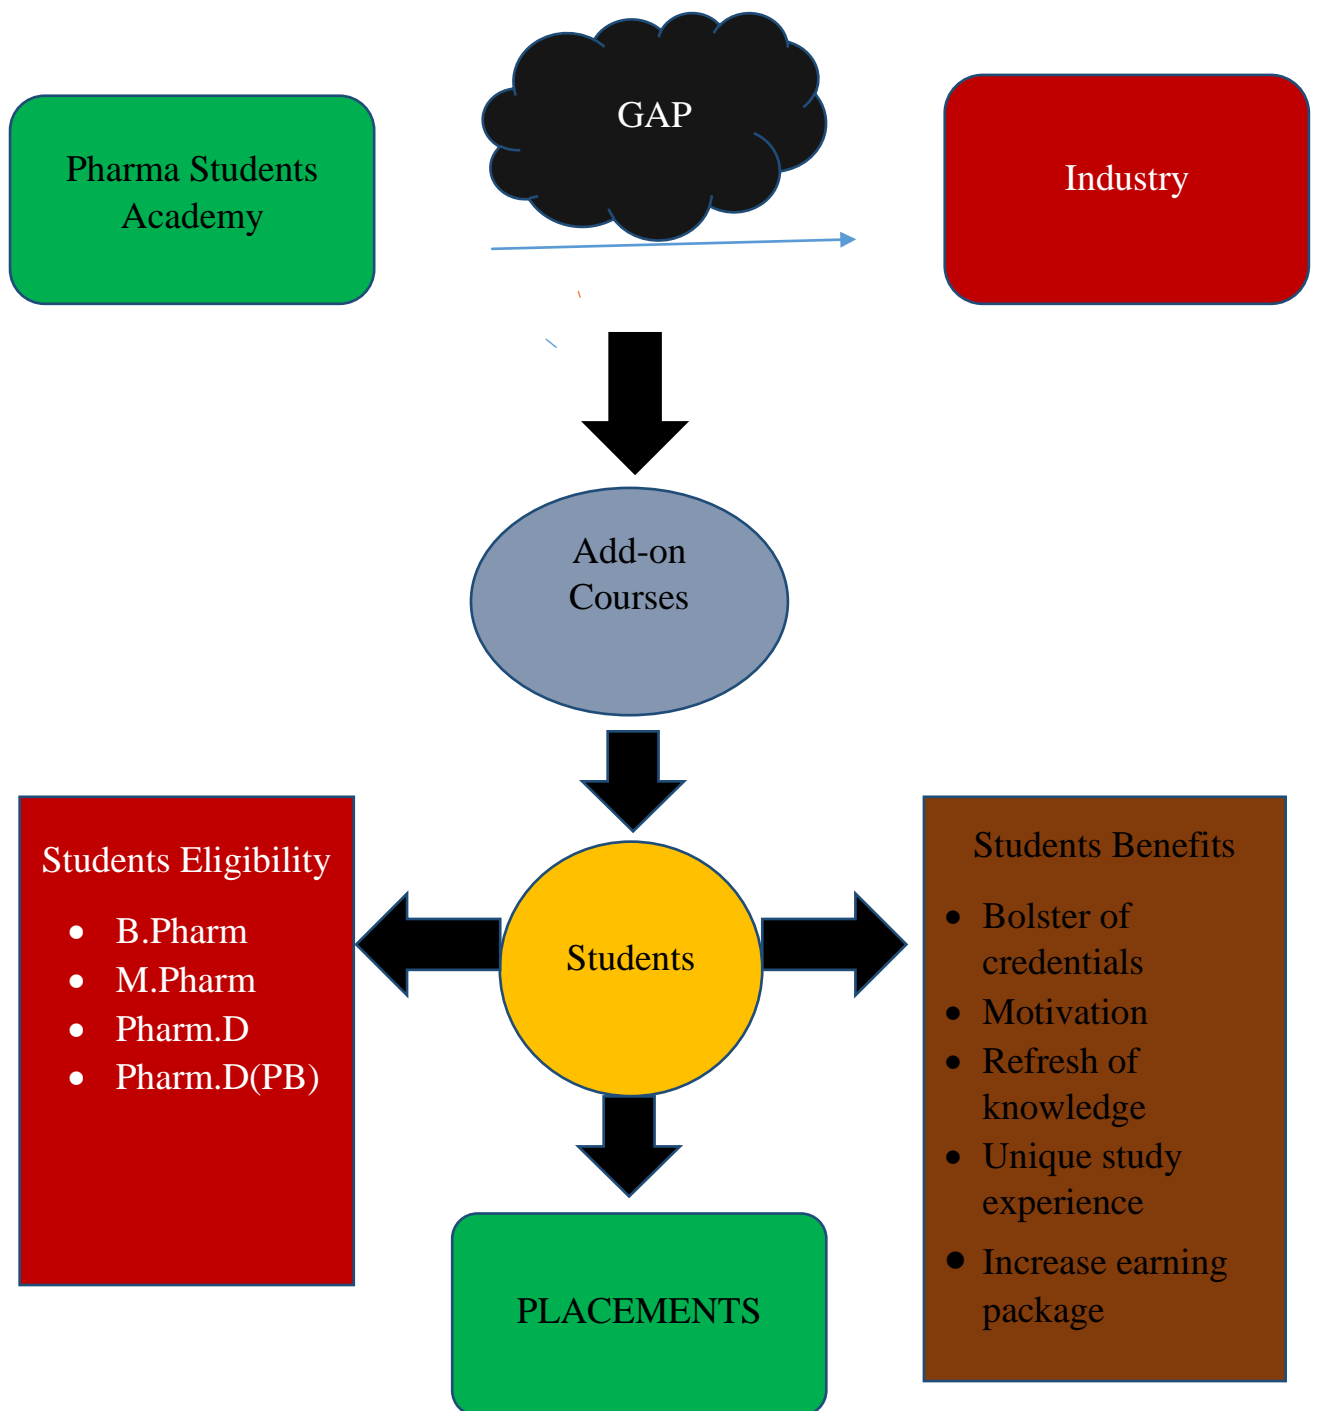 GAP
Pharma Students
Academy
Industry
Add-on
Courses
Students Eligibility
• B.Pharm
• M.Pharm
• Pharm.D
• Pharm.D(PB)
Students
Students Benefits
• Bolster of
credentials
• Motivation
• Refresh of
knowledge
• Unique study
experience
• Increase earning
package
PLACEMENTS